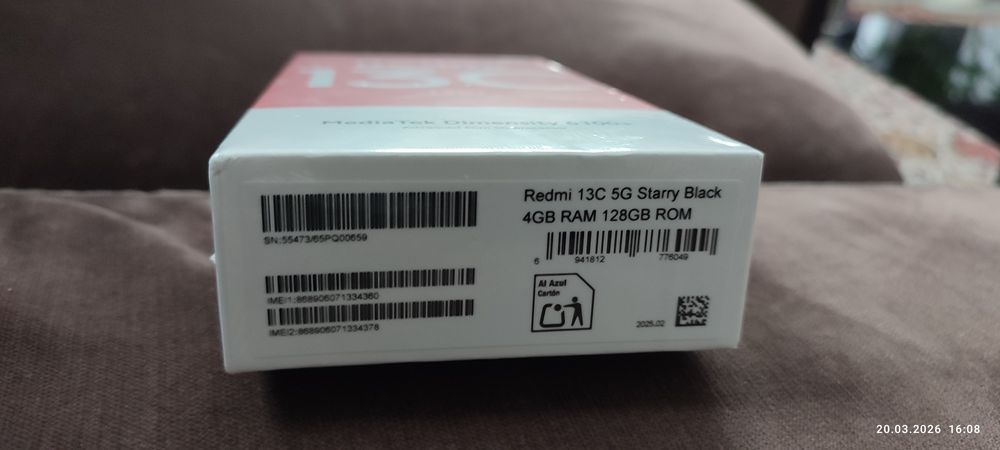 13C
MediaTek Dimensity 6100+
SN:55473/65PQ00659
IMEI1:868906071334360
IMEI2:868906071334378
Redmi 13C 5G Starry Black
4GB RAM 128GB ROM
6 941812 776049
Al Azul
Cartón
2025.02
20.03.2026 16:08